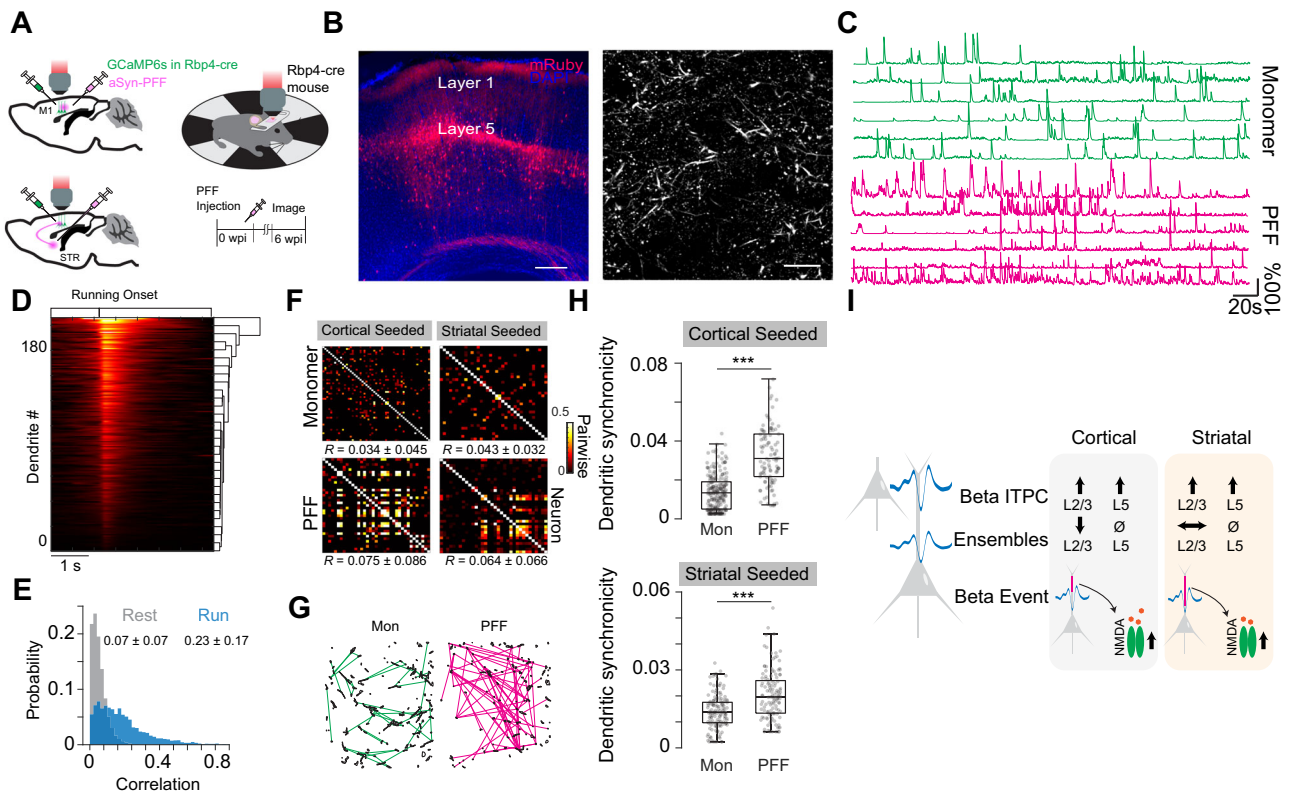 A
GCaMP6s in Rbp4-cre
aSyn-PFF
M1
Rbp4-cre
mouse
STR
PFF
Injection
Image
0 wpi
6 wpi
B
mRuby
DAPI
Layer 1
Layer 5
C
Monomer
PFF
100%
20s
D
Running Onset
180
Dendrite #
0
1 s
E
Rest
Run
0.07 ± 0.07
0.23 ± 0.17
0.2
0.1
0
Probability
0
0.4
0.8
Correlation
F
Cortical Seeded
Striatal Seeded
Monomer
R = 0.034 ± 0.045
R = 0.043 ± 0.032
0.5
0
Pairwise
PFF
Neuron
R = 0.075 ± 0.086
R = 0.064 ± 0.066
G
Mon
PFF
H
Cortical Seeded
Dendritic synchronicity
0.08
0.04
0
***
Mon
PFF
Striatal Seeded
Dendritic synchronicity
0.06
0.03
0
***
Mon
PFF
I
Cortical
Striatal
Beta ITPC
L2/3 L5
L2/3 L5
Ensembles
Ø
Ø
L2/3 L5
L2/3 L5
Beta Event
NMDA
NMDA